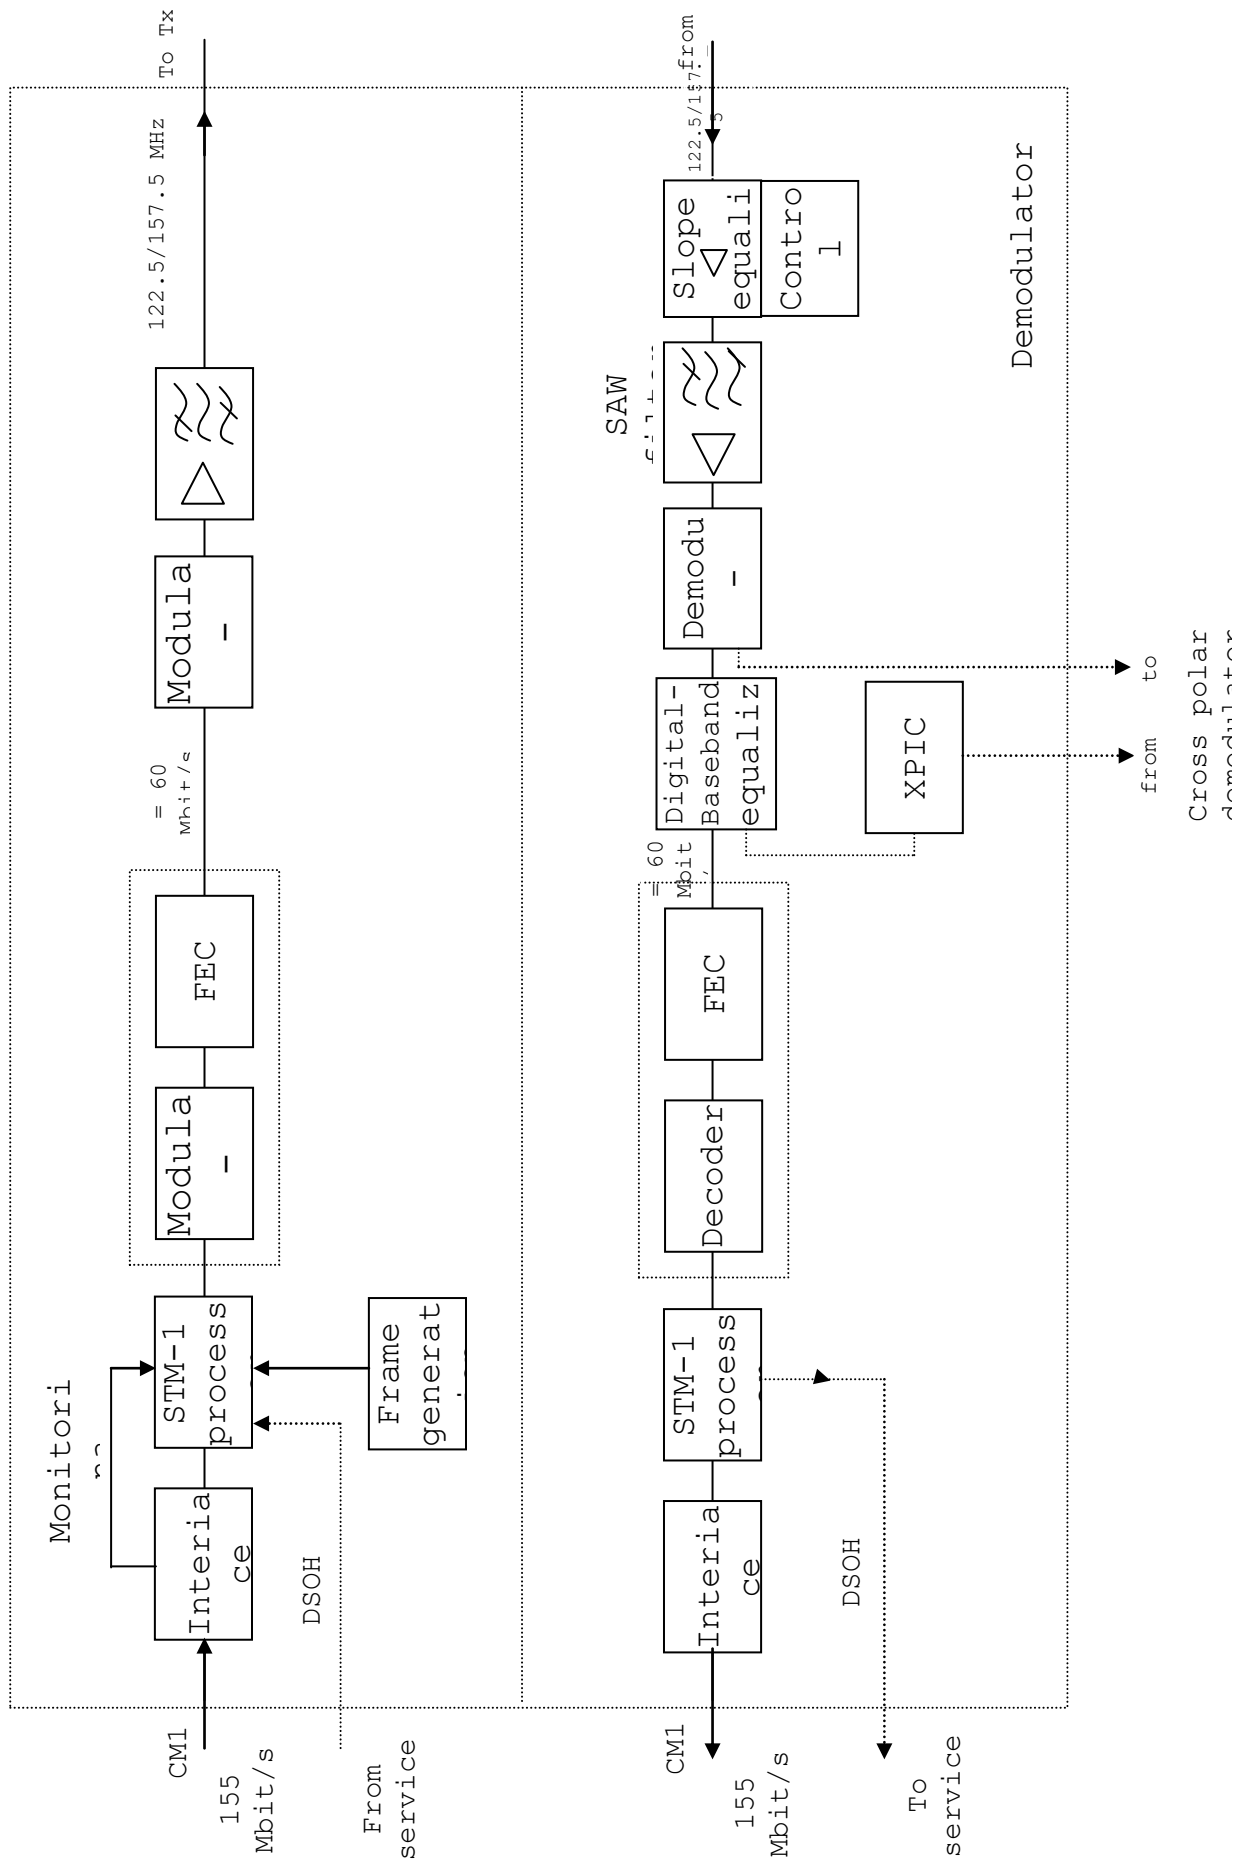 CM1
155
Mbit/s
From
service
DSOH
Monitori
Interia
ce
STM-1
process
Frame
generat
Modula
-
FEC
= 60
Mbit/s
Modula
-
122.5/157.5 MHz
To Tx
CM1
155
Mbit/s
To
service
DSOH
Interia
ce
STM-1
process
Decoder
FEC
= 60
Mbit
Digital-
Baseband
equaliz
XPIC
from
to
Cross polar
demodulator
Demodu
-
SAW
Slope
equali
Contro
l
122.5/157.
5
from
Demodulator